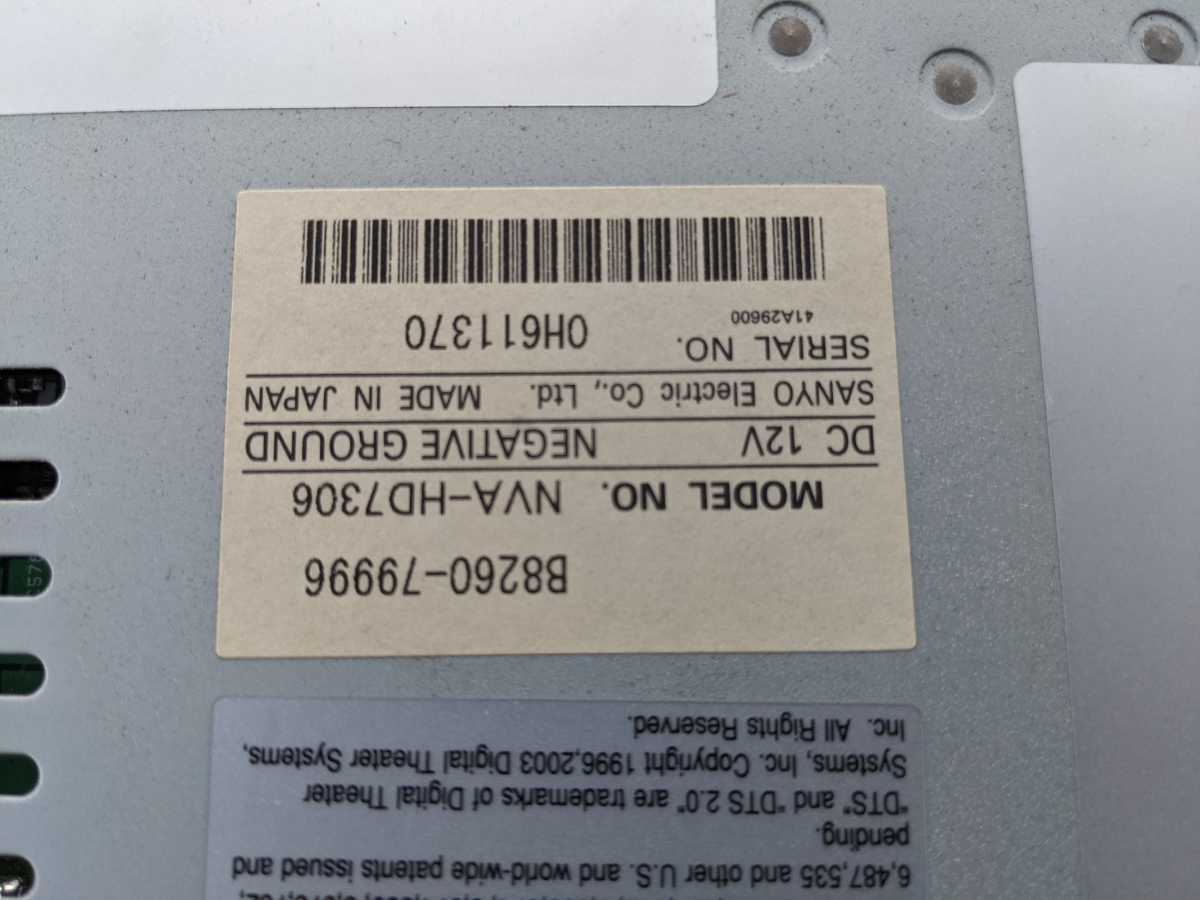 B8260-79996
MODEL NO. NVA-HD7306
DC 12V NEGATIVE GROUND
SANYO Electric Co., Ltd. MADE IN JAPAN
SERIAL NO. 0H611370
41A29600
6,487,535 and other U.S. and world-wide patents issued and
pending.
"DTS" and "DTS 2.0" are trademarks of Digital Theater
Systems, Inc. Copyright 1996,2003 Digital Theater Systems,
Inc. All Rights Reserved.